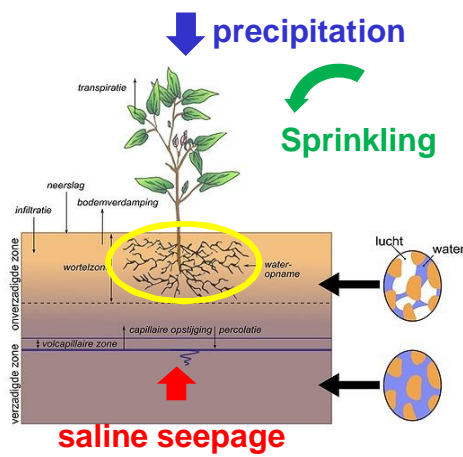 precipitation
transpiratie
Sprinkling
neerslag
bodemverdamping
infiltratie
lucht
water
wortelzone
water-
opname
onverzadigde zone
capillaire opstijging
percolatie
volcapillaire zone
verzadigde zone
saline seepage